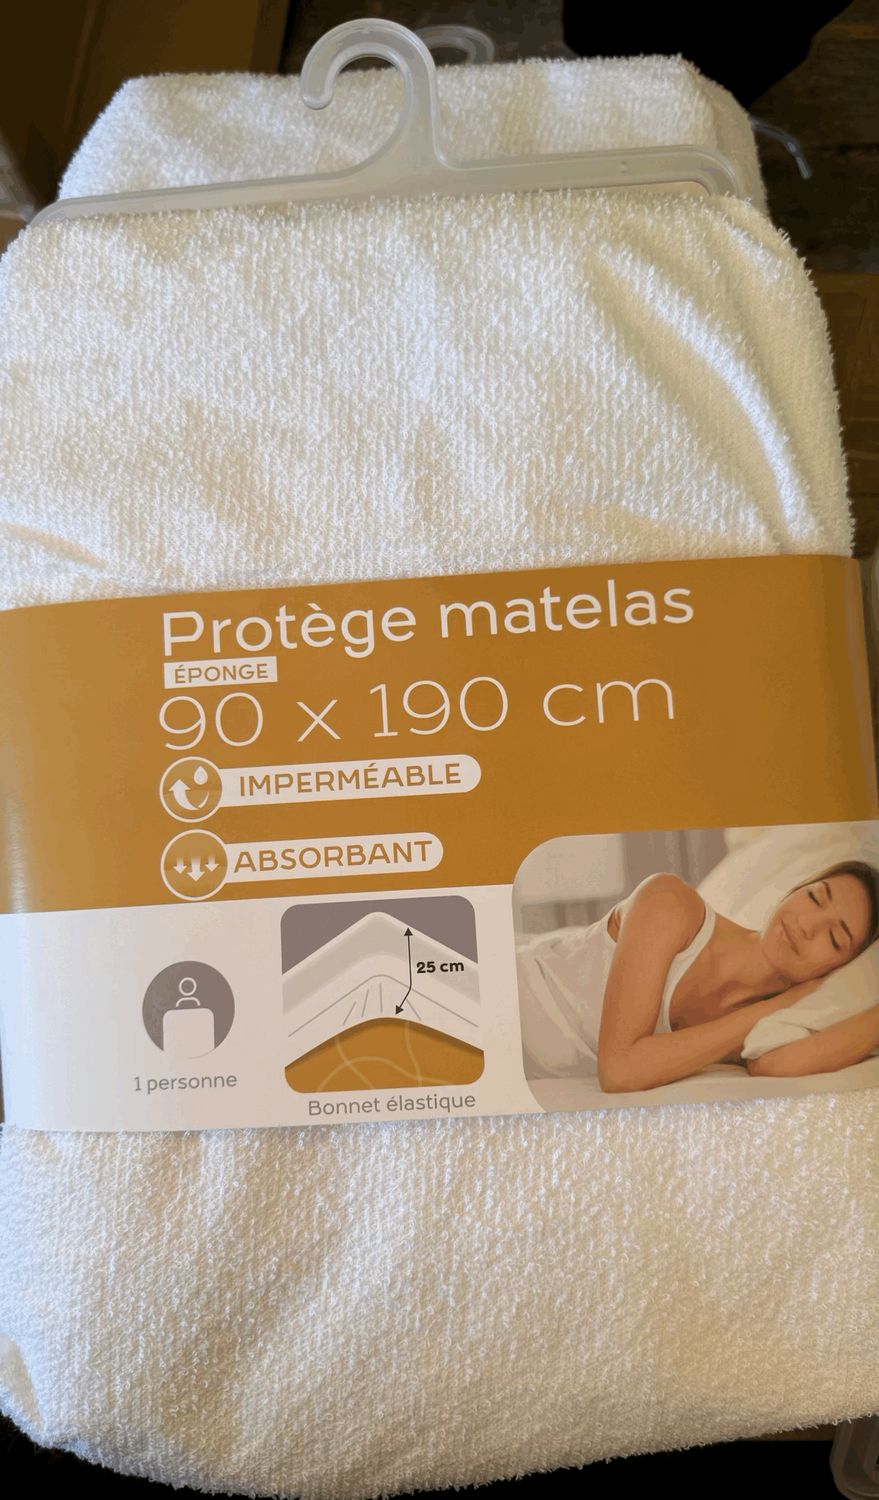 Protège matelas
ÉPONGE
90 x 190 cm
IMPERMÉABLE
ABSORBANT
25 cm
1 personne
Bonnet élastique